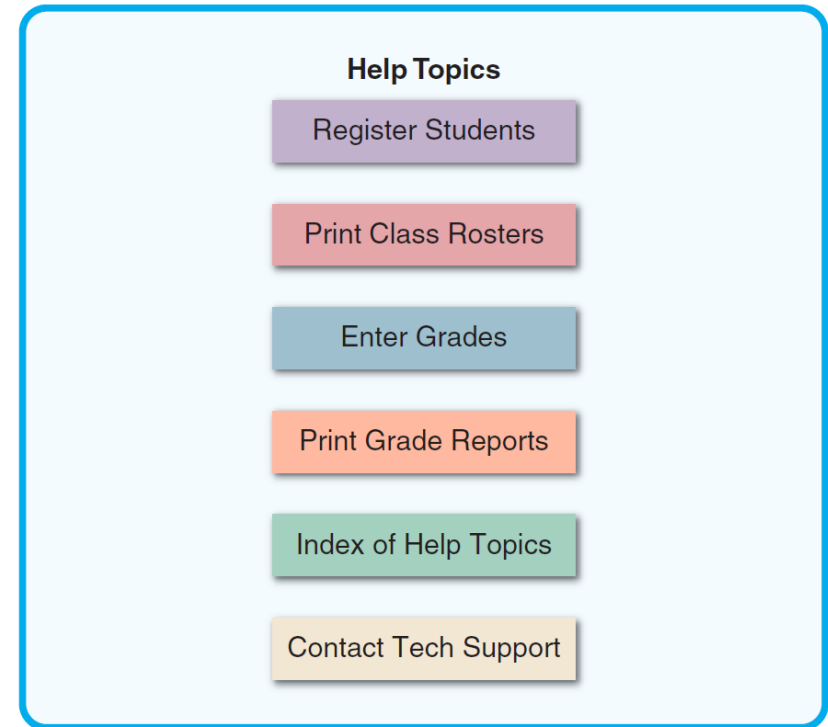 Help Topics
Register Students
Print Class Rosters
Enter Grades
Print Grade Reports
Index of Help Topics
Contact Tech Support